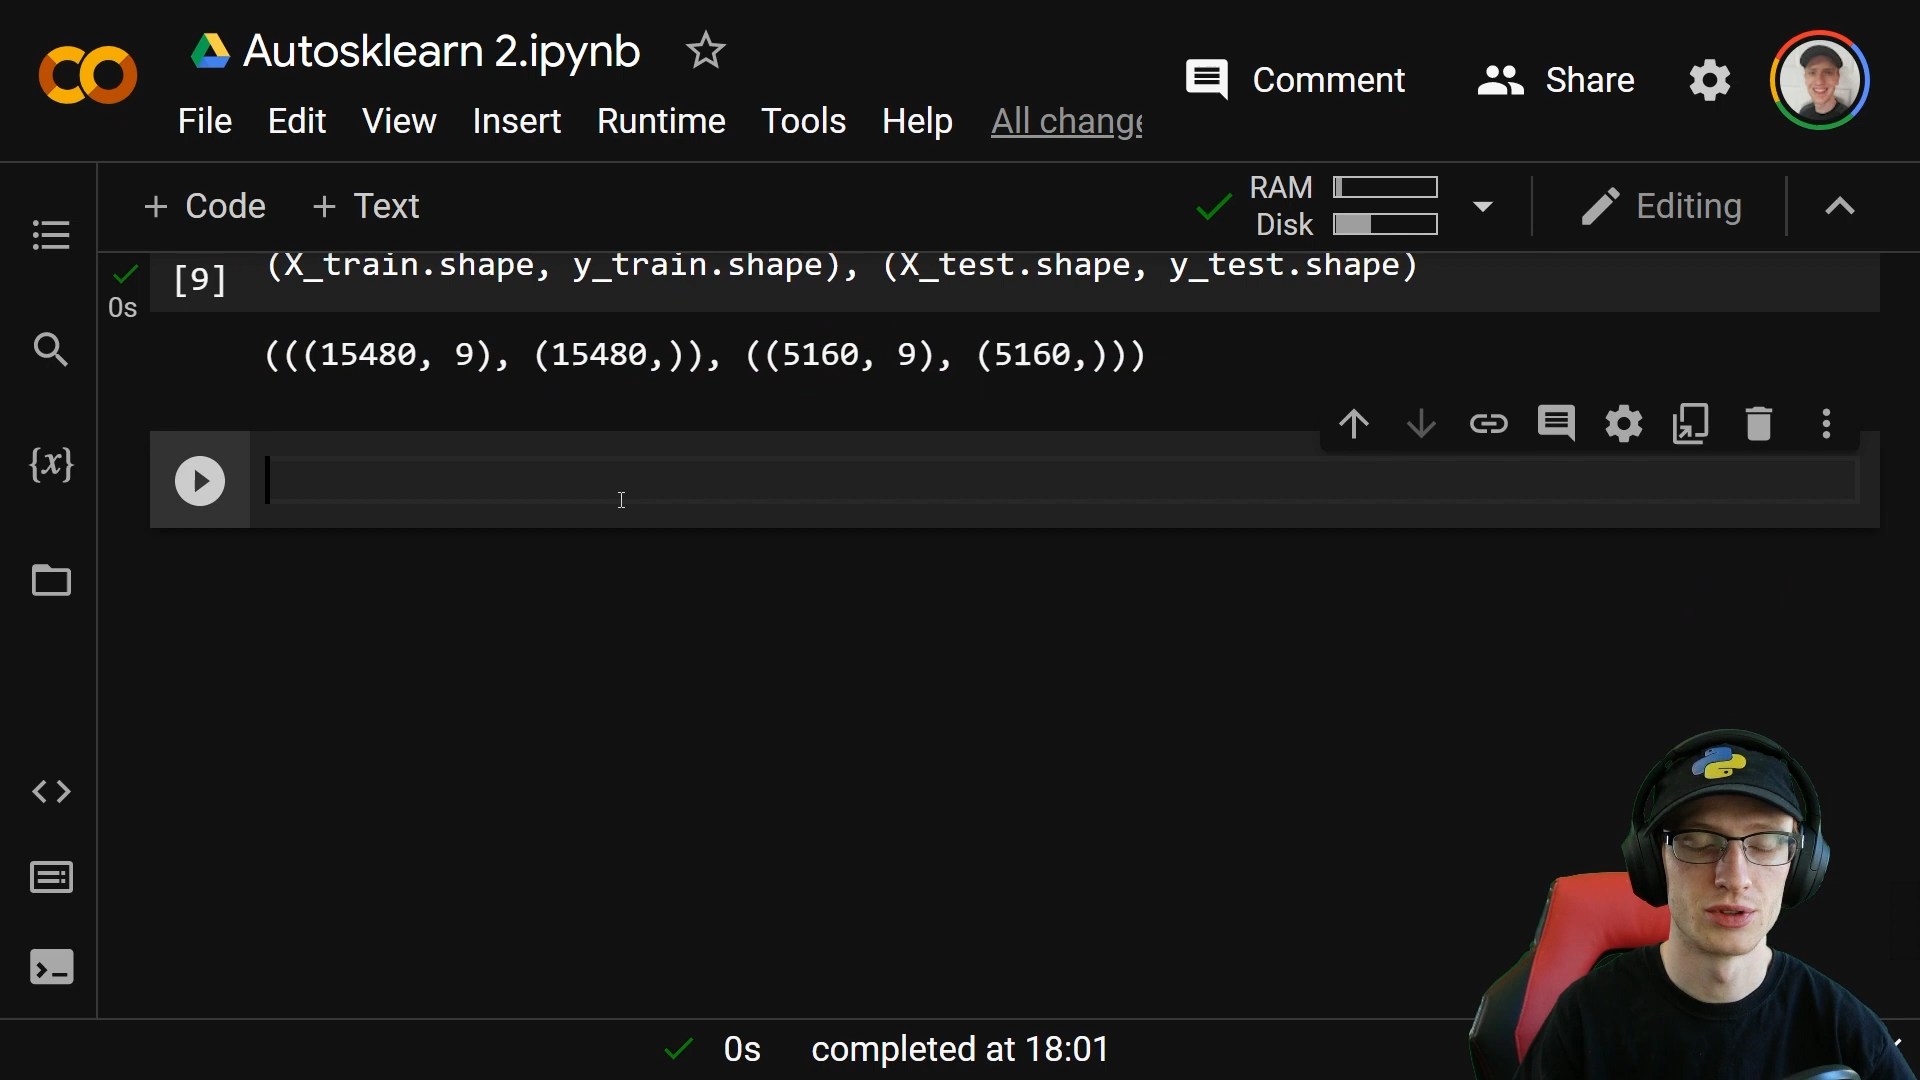 Autosklearn 2.ipynb
Comment
Share
File Edit View Insert Runtime Tools Help All change
+ Code + Text
RAM
Disk
Editing
[9] (X_train.shape, y_train.shape), (X_test.shape, y_test.shape)
0s
(((15480, 9), (15480,)), ((5160, 9), (5160,)))
{x}
0s completed at 18:01